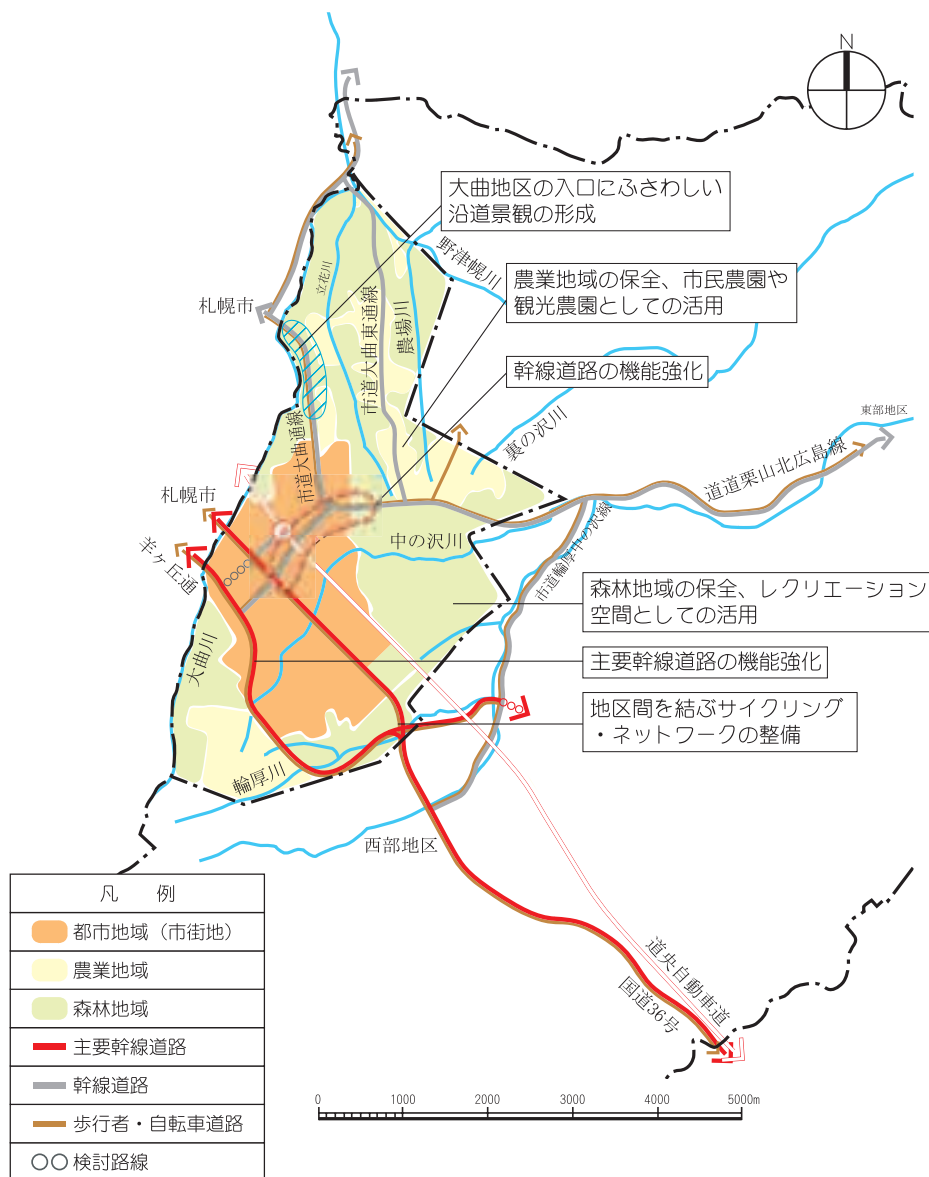 N
大曲地区の入口にふさわしい
沿道景観の形成
野津幌川
立花川
農業地域の保全、市民農園や
観光農園としての活用
札幌市
市道大曲東通線
農場川
幹線道路の機能強化
市道大曲通線
裏の沢川
東部地区
道道栗山北広島線
札幌市
羊ヶ丘通
中の沢川
市道輪厚中の沢線
森林地域の保全、レクリエーション
空間としての活用
大曲川
主要幹線道路の機能強化
地区間を結ぶサイクリング
・ネットワークの整備
輪厚川
西部地区
道央自動車道
国道36号
凡 例
都市地域（市街地）
農業地域
森林地域
主要幹線道路
幹線道路
歩行者・自転車道路
検討路線
0 1000 2000 3000 4000 5000m